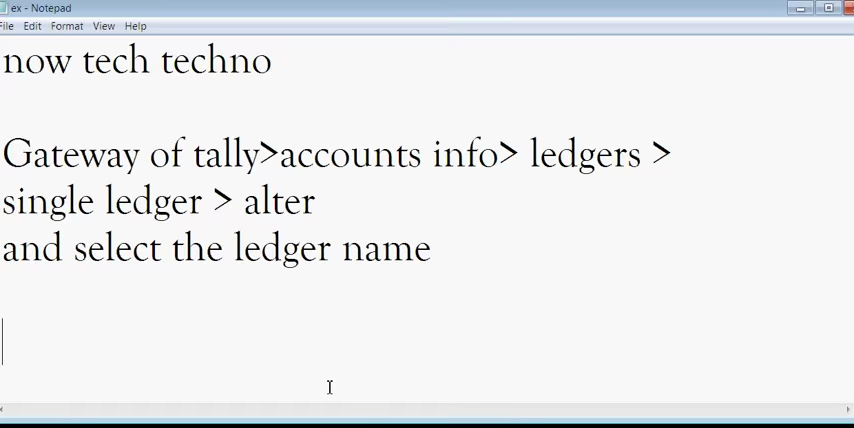 ex - Notepad
File Edit Format View Help
now tech techno
Gateway of tally>accounts info> ledgers >
single ledger > alter
and select the ledger name